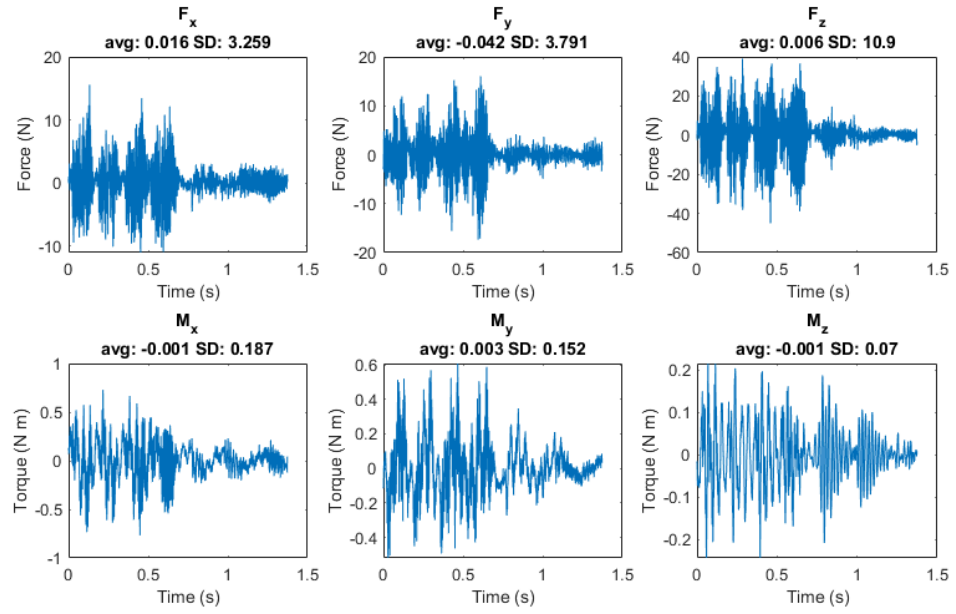 F_x
avg: 0.016 SD: 3.259
20
10
0
-10
Force (N)
0 0.5 1 1.5
Time (s)
F_y
avg: -0.042 SD: 3.791
20
10
0
-10
-20
Force (N)
0 0.5 1 1.5
Time (s)
F_z
avg: 0.006 SD: 10.9
40
20
0
-20
-40
-60
Force (N)
0 0.5 1 1.5
Time (s)
M_x
avg: -0.001 SD: 0.187
1
0.5
0
-0.5
-1
Torque (N m)
0 0.5 1 1.5
Time (s)
M_y
avg: 0.003 SD: 0.152
0.6
0.4
0.2
0
-0.2
-0.4
Torque (N m)
0 0.5 1 1.5
Time (s)
M_z
avg: -0.001 SD: 0.07
0.2
0.1
0
-0.1
-0.2
Torque (N m)
0 0.5 1 1.5
Time (s)